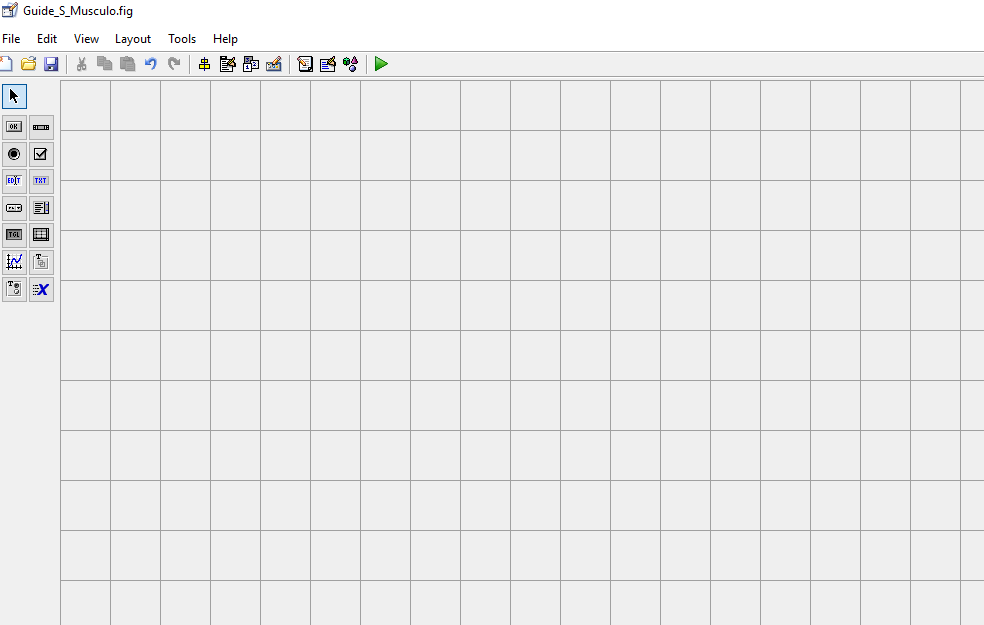 Guide_S_Musculo.fig
File Edit View Layout Tools Help
OK
EDIT TXT
TGL
T
T
X